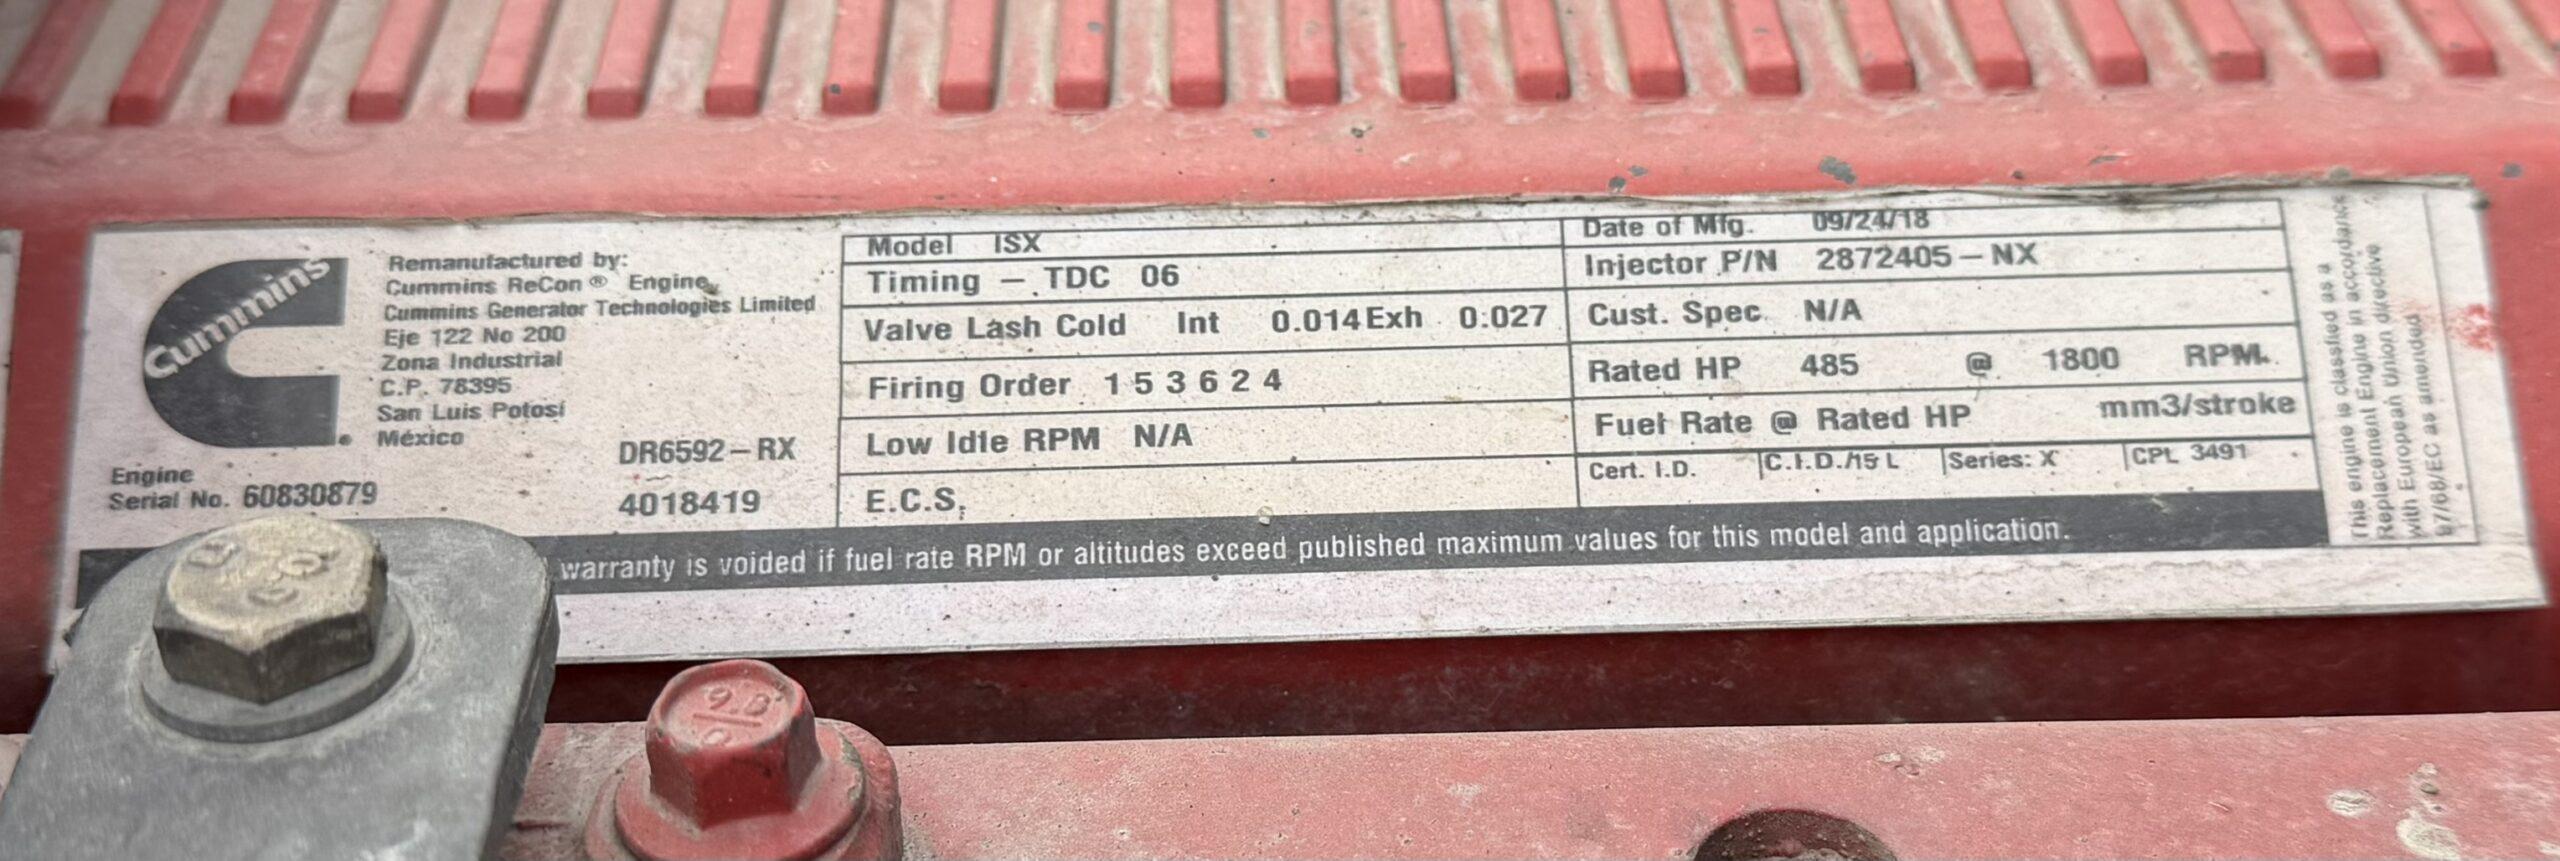 Cummins
Remanufactured by:
Cummins ReCon ® Engine
Cummins Generator Technologies Limited
Eje 122 No 200
Zona Industrial
C.P. 78395
San Luis Potosí
México
Engine
Serial No. 60830879
DR6592-RX
4018419
Model ISX
Timing - TDC 06
Valve Lash Cold Int 0.014 Exh 0.027
Firing Order 1 5 3 6 2 4
Low Idle RPM N/A
E.C.S.
Date of Mfg. 09/24/18
Injector P/N 2872405-NX
Cust. Spec. N/A
Rated HP 485 @ 1800 RPM
Fuel Rate @ Rated HP mm3/stroke
Cert. I.D. C.I.D./15 L Series: X CPL 3491
warranty is voided if fuel rate RPM or altitudes exceed published maximum values for this model and application.
This engine is classified as a
Replacement Engine in accordance
with European Union directive
97/68/EC as amended